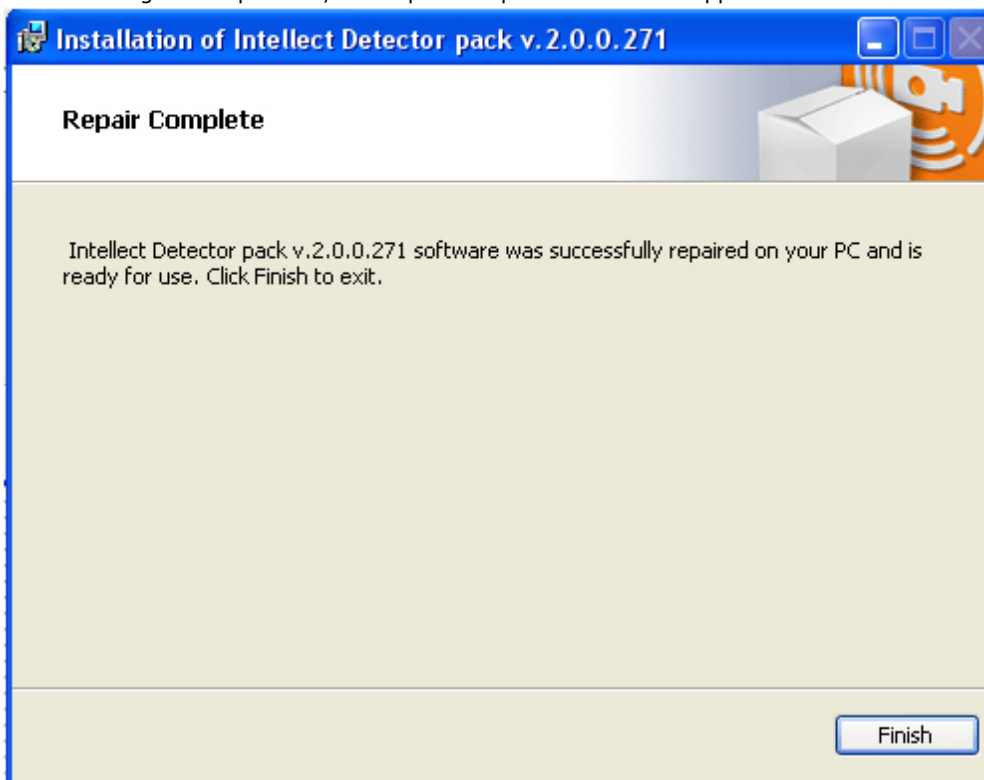 Installation of Intellect Detector pack v.2.0.0.271
Repair Complete
Intellect Detector pack v.2.0.0.271 software was successfully repaired on your PC and is
ready for use. Click Finish to exit.
Finish